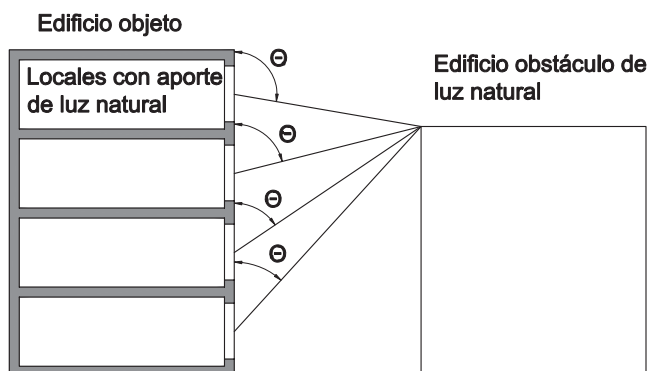 Edificio objeto
Locales con aporte
de luz natural
Edificio obstáculo de
luz natural
Θ
Θ
Θ
Θ